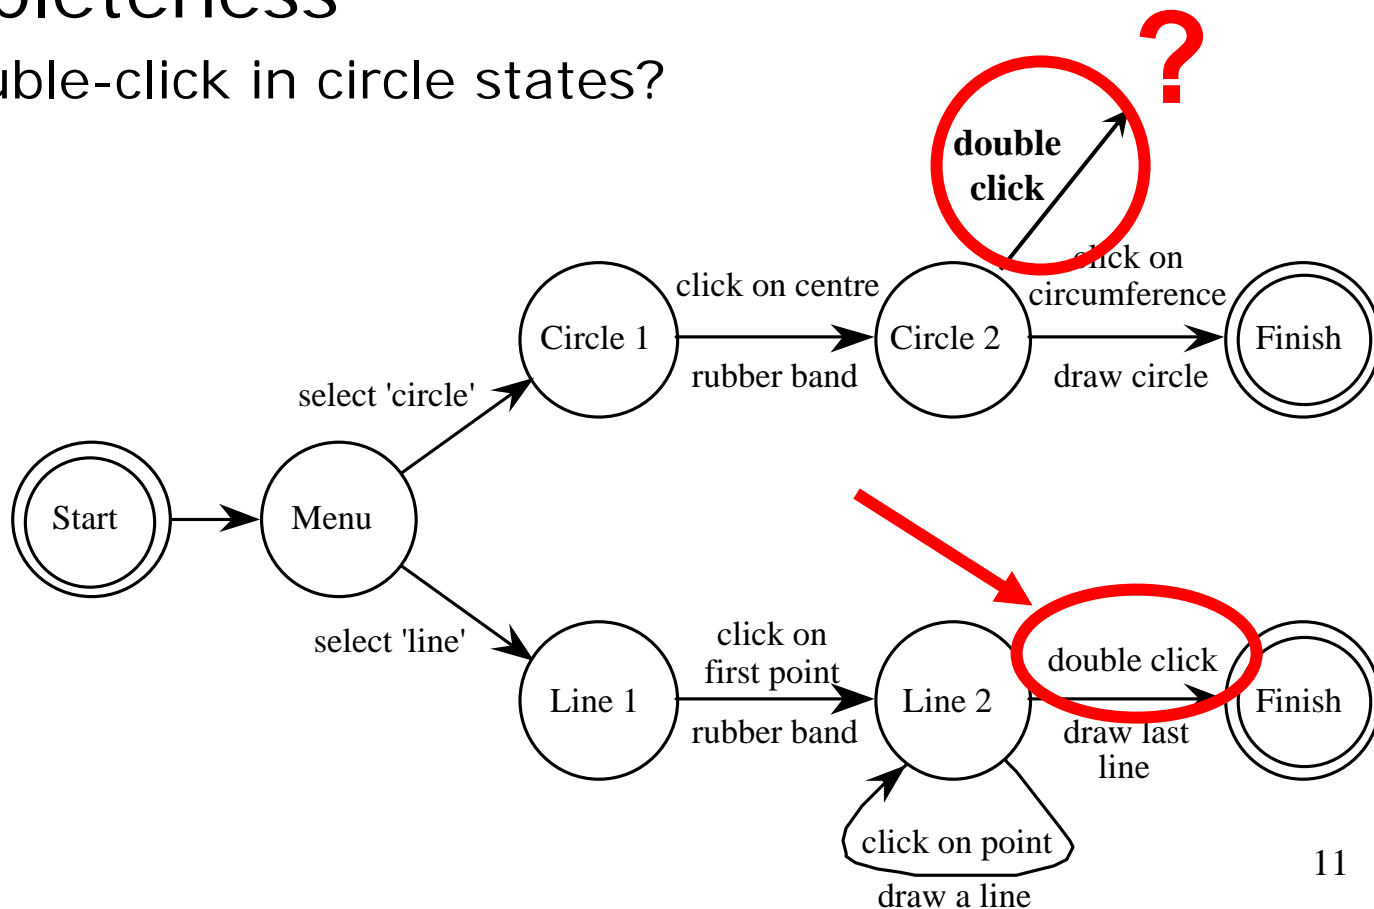 pleteness
uble-click in circle states?
?
double
click
click on
circumference
click on centre
Circle 1
Circle 2
Finish
rubber band
draw circle
select 'circle'
Start
Menu
select 'line'
click on
first point
double click
Line 1
Line 2
Finish
rubber band
draw last
line
click on point
draw a line
11